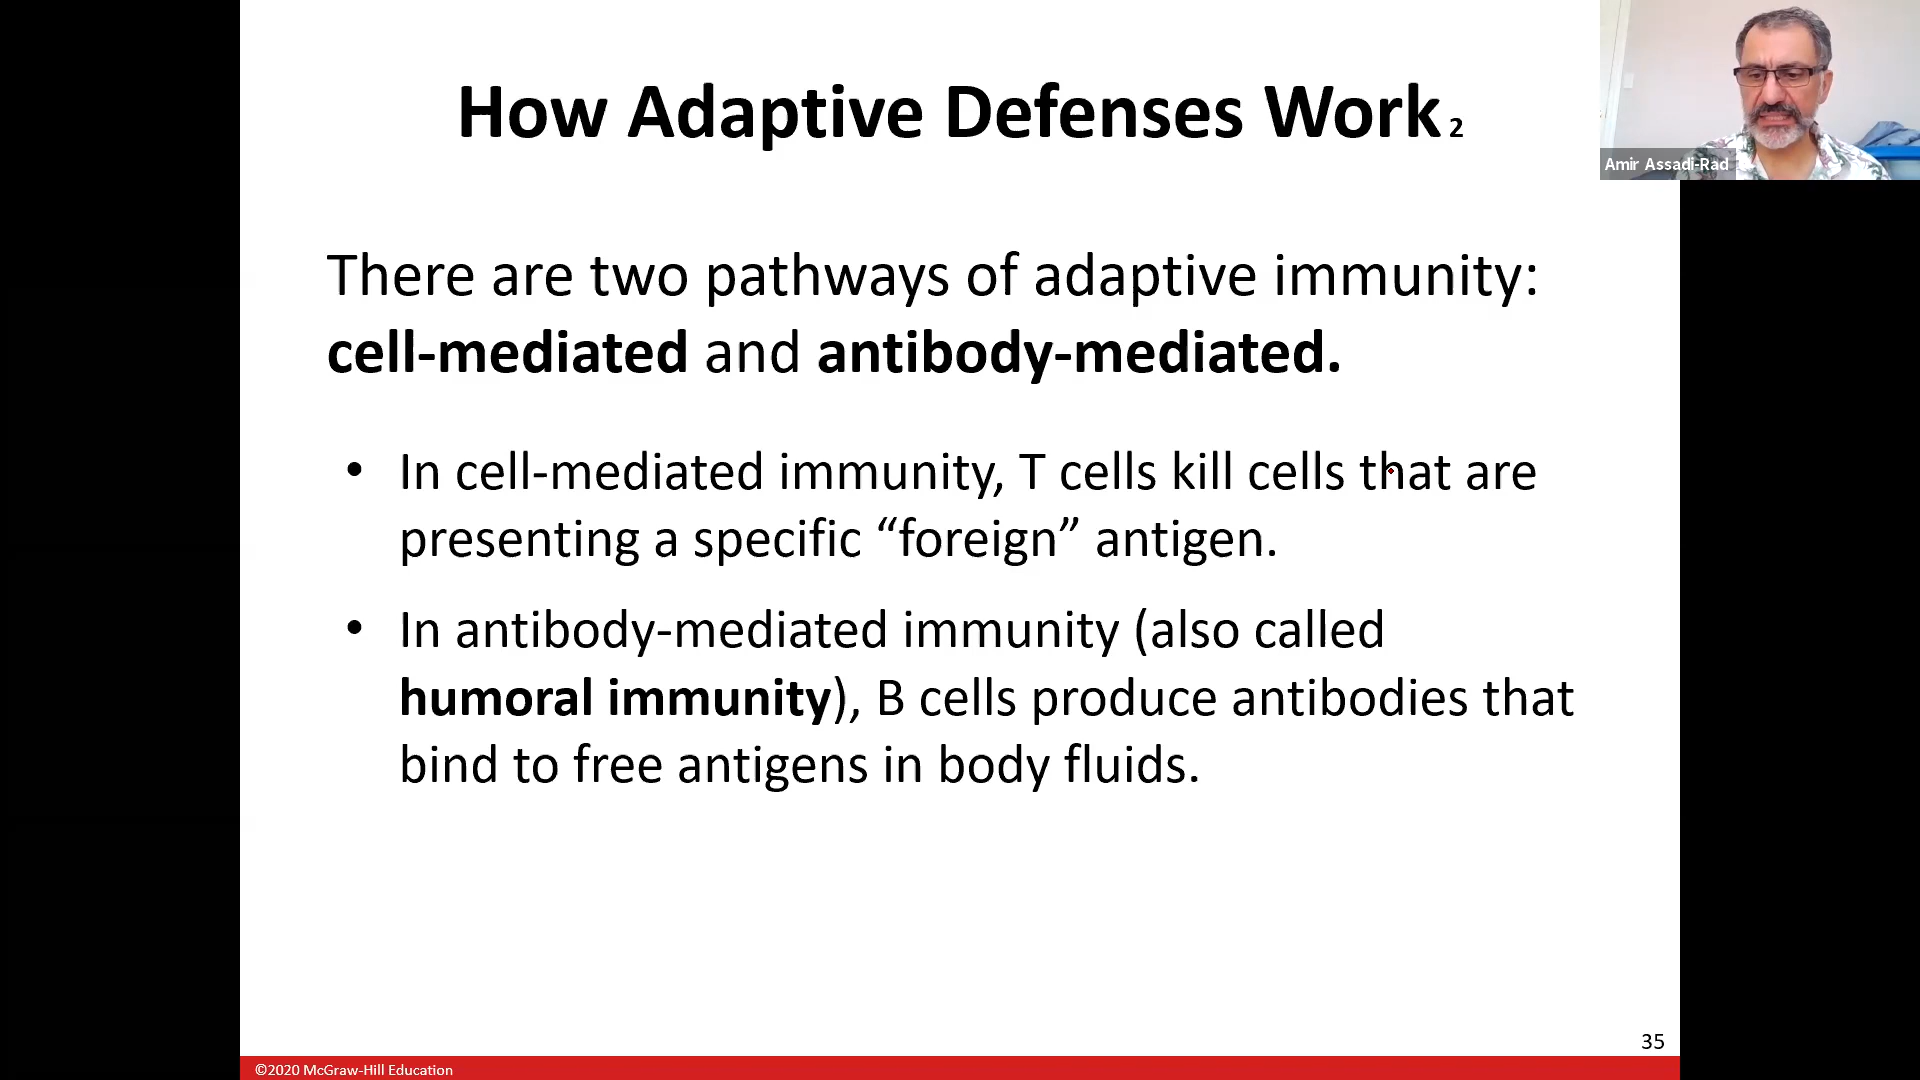 How Adaptive Defenses Work 2
Amir Assadi-Rad
There are two pathways of adaptive immunity:
cell-mediated and antibody-mediated.
• In cell-mediated immunity, T cells kill cells that are
presenting a specific “foreign” antigen.
• In antibody-mediated immunity (also called
humoral immunity), B cells produce antibodies that
bind to free antigens in body fluids.
35
©2020 McGraw-Hill Education